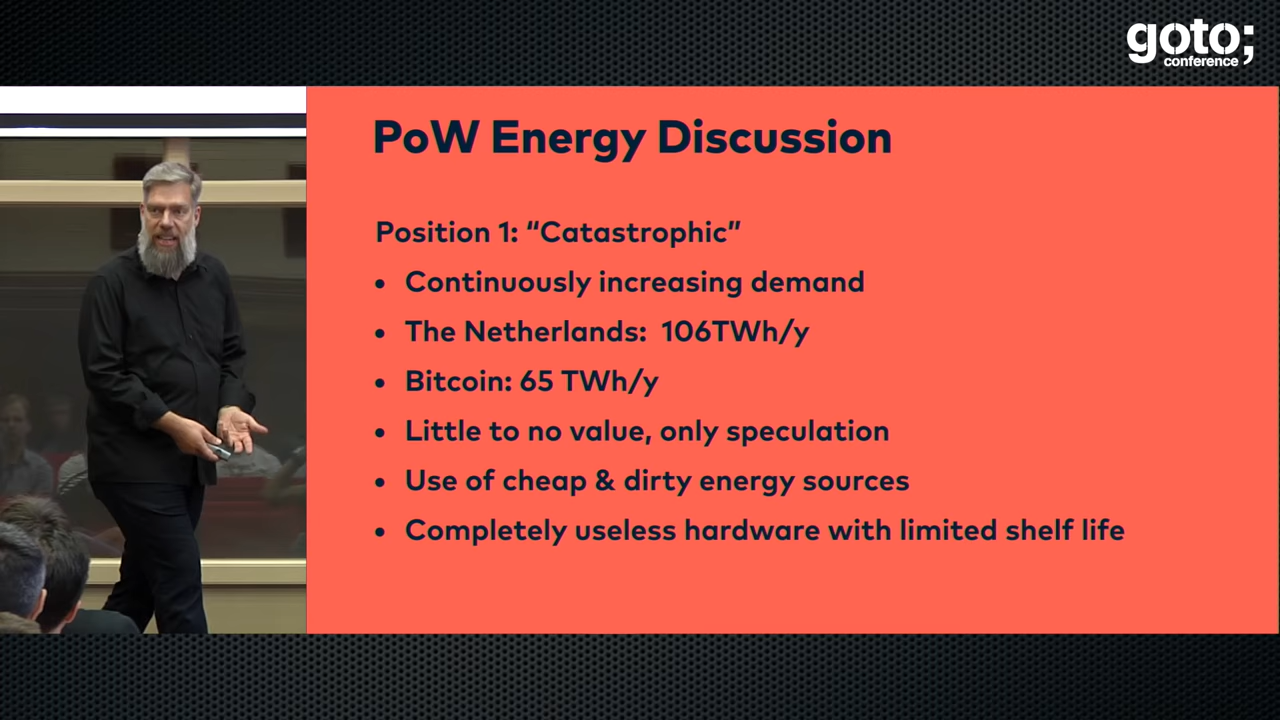 goto;
conference
PoW Energy Discussion
Position 1: “Catastrophic”
• Continuously increasing demand
• The Netherlands:  106TWh/y
• Bitcoin: 65 TWh/y
• Little to no value, only speculation
• Use of cheap & dirty energy sources
• Completely useless hardware with limited shelf life